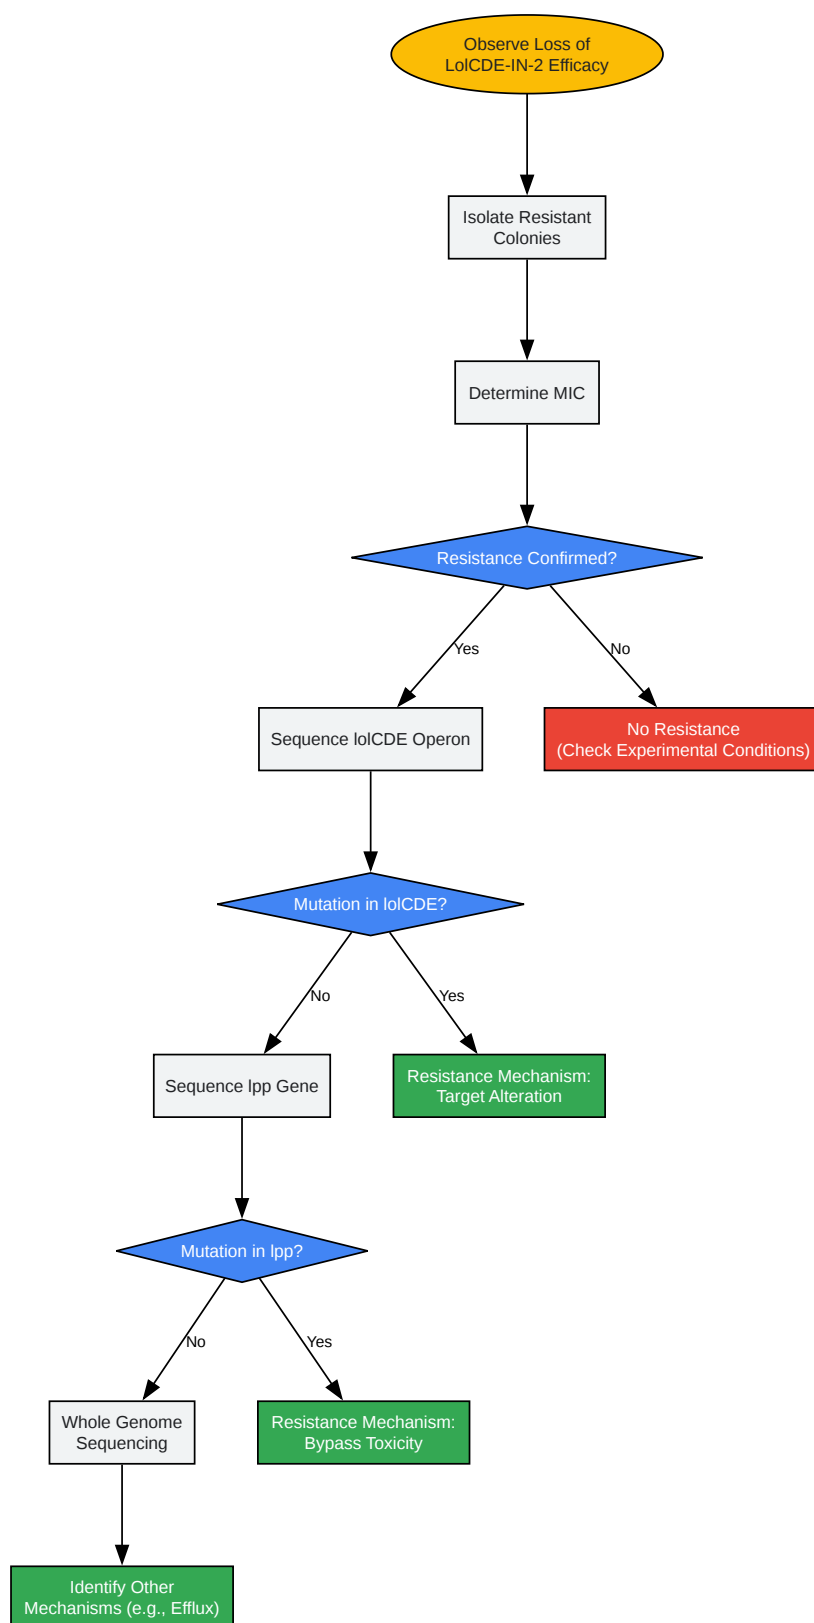 Observe Loss of
LolCDE-IN-2 Efficacy
Isolate Resistant
Colonies
Determine MIC
Resistance Confirmed?
Yes
No
Sequence lolCDE Operon
No Resistance
(Check Experimental Conditions)
Mutation in lolCDE?
No
Yes
Sequence lpp Gene
Resistance Mechanism:
Target Alteration
Mutation in lpp?
No
Yes
Whole Genome
Sequencing
Resistance Mechanism:
Bypass Toxicity
Identify Other
Mechanisms (e.g., Efflux)